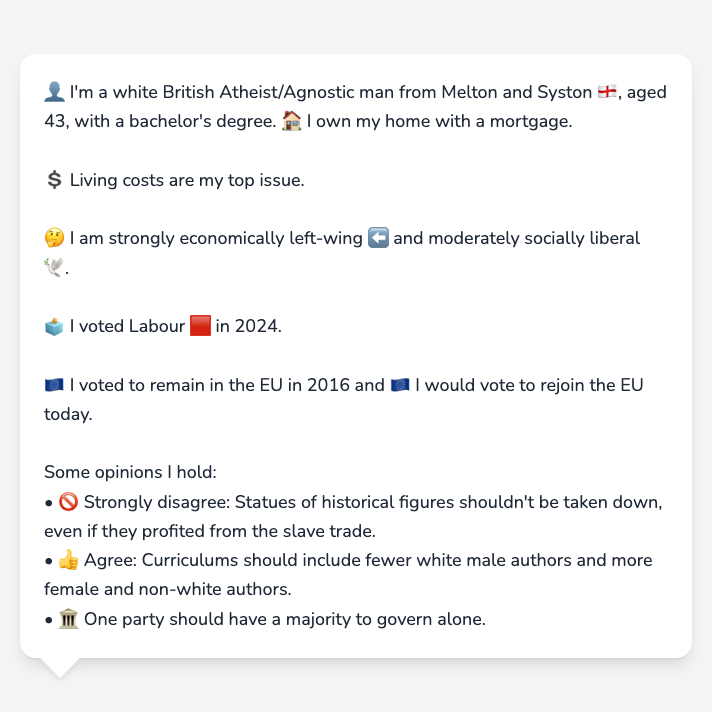 👤 I'm a white British Atheist/Agnostic man from Melton and Syston 🏴󠁧󠁢󠁥󠁮󠁧󠁿, aged
43, with a bachelor's degree. 🏠 I own my home with a mortgage.
💲 Living costs are my top issue.
🤔 I am strongly economically left-wing ⬅️ and moderately socially liberal
🕊️.
🗳️ I voted Labour 🟥 in 2024.
🇪🇺 I voted to remain in the EU in 2016 and 🇪🇺 I would vote to rejoin the EU
today.
Some opinions I hold:
• 🚫 Strongly disagree: Statues of historical figures shouldn't be taken down,
even if they profited from the slave trade.
• 👍 Agree: Curriculums should include fewer white male authors and more
female and non-white authors.
• 🏛️ One party should have a majority to govern alone.